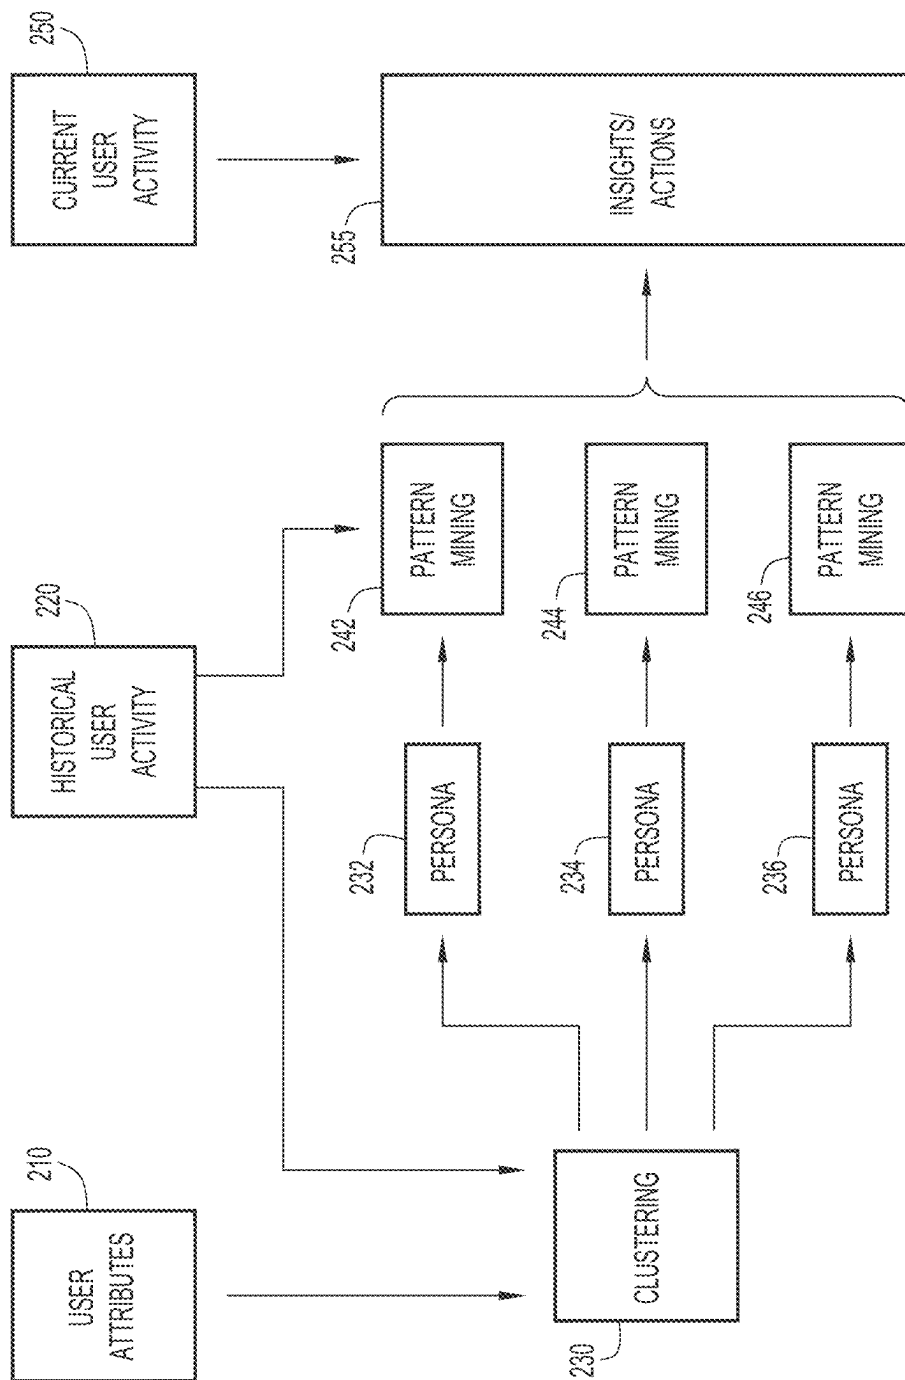 210
USER
ATTRIBUTES
220
HISTORICAL
USER
ACTIVITY
250
CURRENT
USER
ACTIVITY
230
CLUSTERING
232
PERSONA
234
PERSONA
236
PERSONA
242
PATTERN
MINING
244
PATTERN
MINING
246
PATTERN
MINING
255
INSIGHTS/
ACTIONS